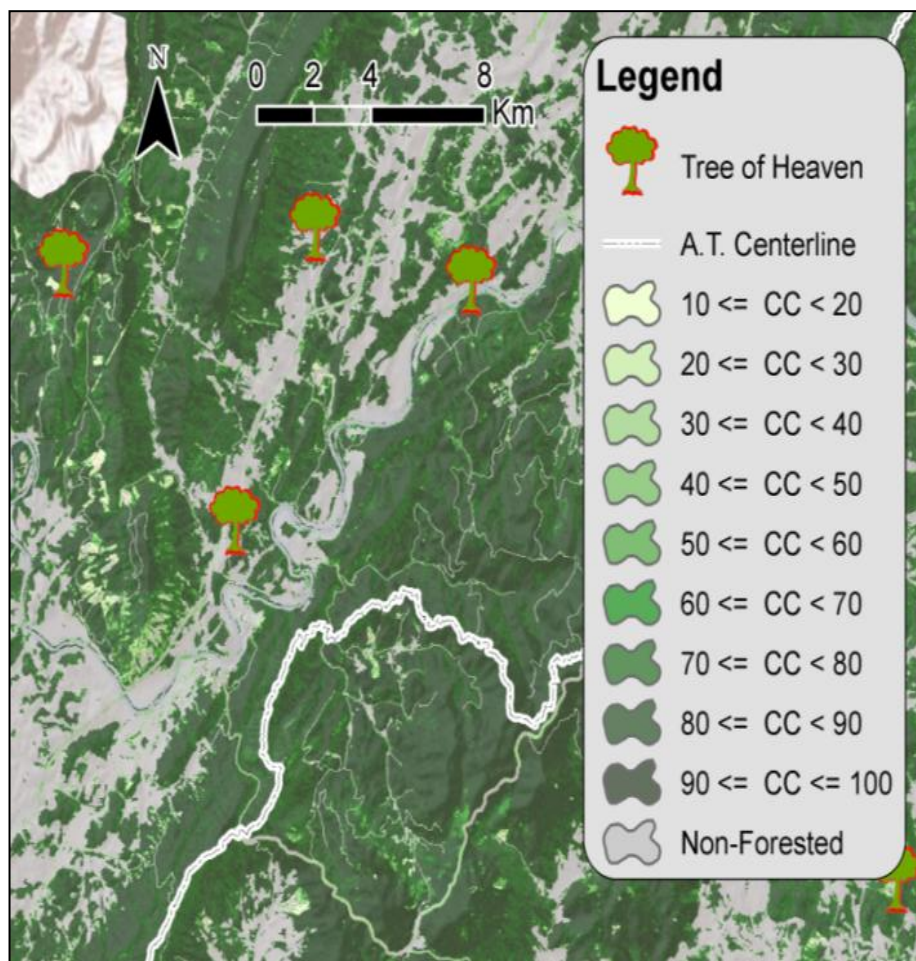 N
0 2 4 8
Km
Legend
Tree of Heaven
A.T. Centerline
10 <= CC < 20
20 <= CC < 30
30 <= CC < 40
40 <= CC < 50
50 <= CC < 60
60 <= CC < 70
70 <= CC < 80
80 <= CC < 90
90 <= CC <= 100
Non-Forested